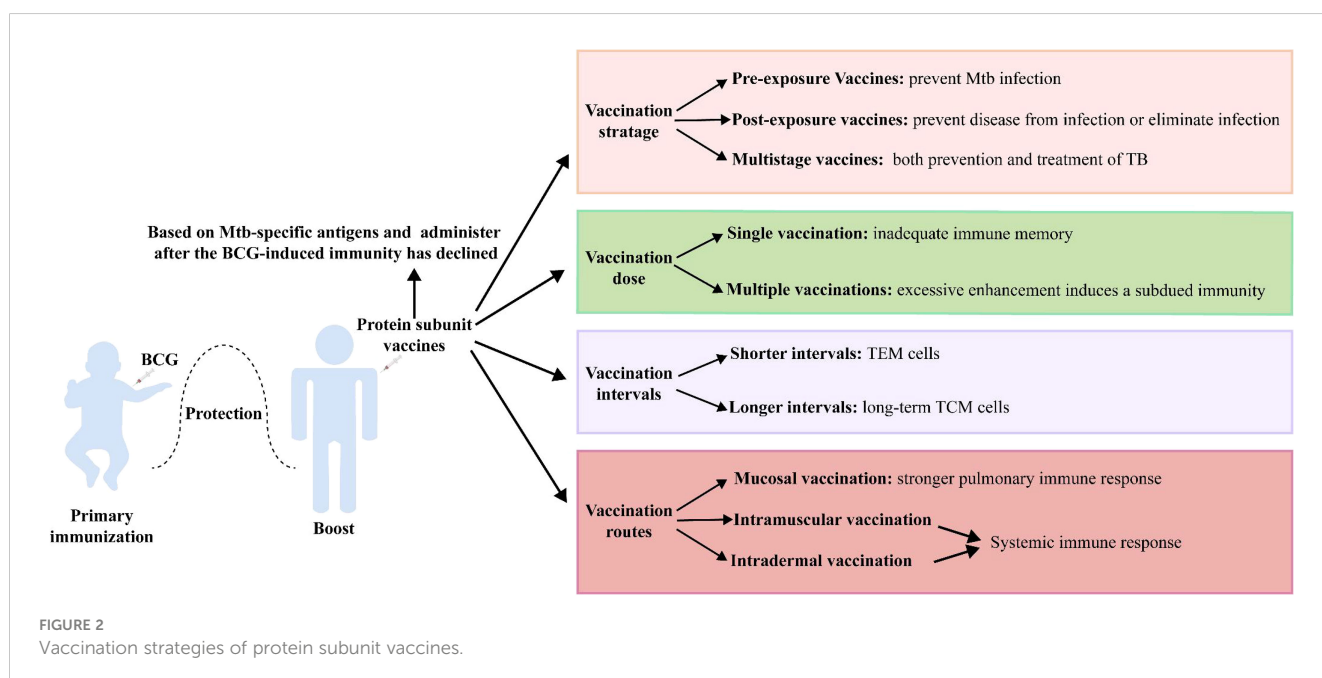 Based on Mtb-specific antigens and administer
after the BCG-induced immunity has declined
Protein subunit
vaccines
BCG
Protection
Primary
immunization
Boost
Vaccination
stratage
Pre-exposure Vaccines: prevent Mtb infection
Post-exposure vaccines: prevent disease from infection or eliminate infection
Multistage vaccines: both prevention and treatment of TB
Vaccination
dose
Single vaccination: inadequate immune memory
Multiple vaccinations: excessive enhancement induces a subdued immunity
Vaccination
intervals
Shorter intervals: TEM cells
Longer intervals: long-term TCM cells
Vaccination
routes
Mucosal vaccination: stronger pulmonary immune response
Intramuscular vaccination
Intradermal vaccination
Systemic immune response
FIGURE 2
Vaccination strategies of protein subunit vaccines.